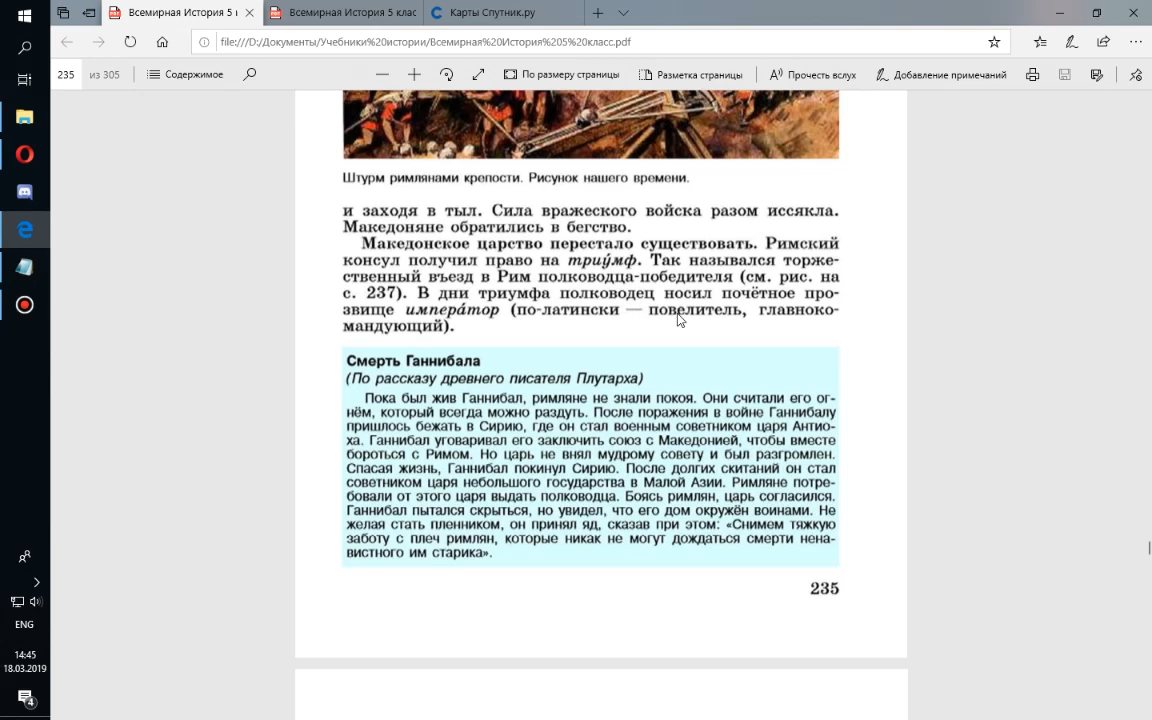 Всемирная История 5 к
Всемирная История 5 клас
Карты Спутник.ру
file:///D:/Документы/Учебники%20истории/Всемирная%20История%205%20класс.pdf
235 из 305 Содержимое По размеру страницы Разметка страницы Прочесть вслух Добавление примечаний
Штурм римлянами крепости. Рисунок нашего времени.
и заходя в тыл. Сила вражеского войска разом иссякла.
Македоняне обратились в бегство.
Македонское царство перестало существовать. Римский
консул получил право на триу́мф. Так назывался торже-
ственный въезд в Рим полководца-победителя (см. рис. на
с. 237). В дни триумфа полководец носил почётное про-
звище импера́тор (по-латински — повелитель, главноко-
мандующий).
Смерть Ганнибала
(По рассказу древнего писателя Плутарха)
Пока был жив Ганнибал, римляне не знали покоя. Они считали его ог-
нём, который всегда можно раздуть. После поражения в войне Ганнибалу
пришлось бежать в Сирию, где он стал военным советником царя Антио-
ха. Ганнибал уговаривал его заключить союз с Македонией, чтобы вместе
бороться с Римом. Но царь не внял мудрому совету и был разгромлен.
Спасая жизнь, Ганнибал покинул Сирию. После долгих скитаний он стал
советником царя небольшого государства в Малой Азии. Римляне потре-
бовали от этого царя выдать полководца. Боясь римлян, царь согласился.
Ганнибал пытался скрыться, но увидел, что его дом окружён воинами. Не
желая стать пленником, он принял яд, сказав при этом: «Снимем тяжкую
заботу с плеч римлян, которые никак не могут дождаться смерти нена-
вистного им старика».
235
ENG
14:45
18.03.2019
4